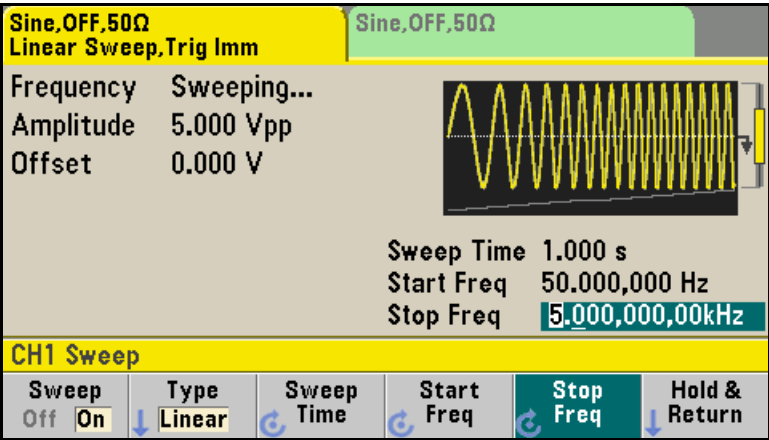 Sine,OFF,50Ω
Linear Sweep,Trig Imm
Sine,OFF,50Ω
Frequency Sweeping...
Amplitude 5.000 Vpp
Offset 0.000 V
Sweep Time 1.000 s
Start Freq 50.000,000 Hz
Stop Freq 5.000,000,00kHz
CH1 Sweep
Sweep
Off On
Type
Linear
Sweep
Time
Start
Freq
Stop
Freq
Hold &
Return